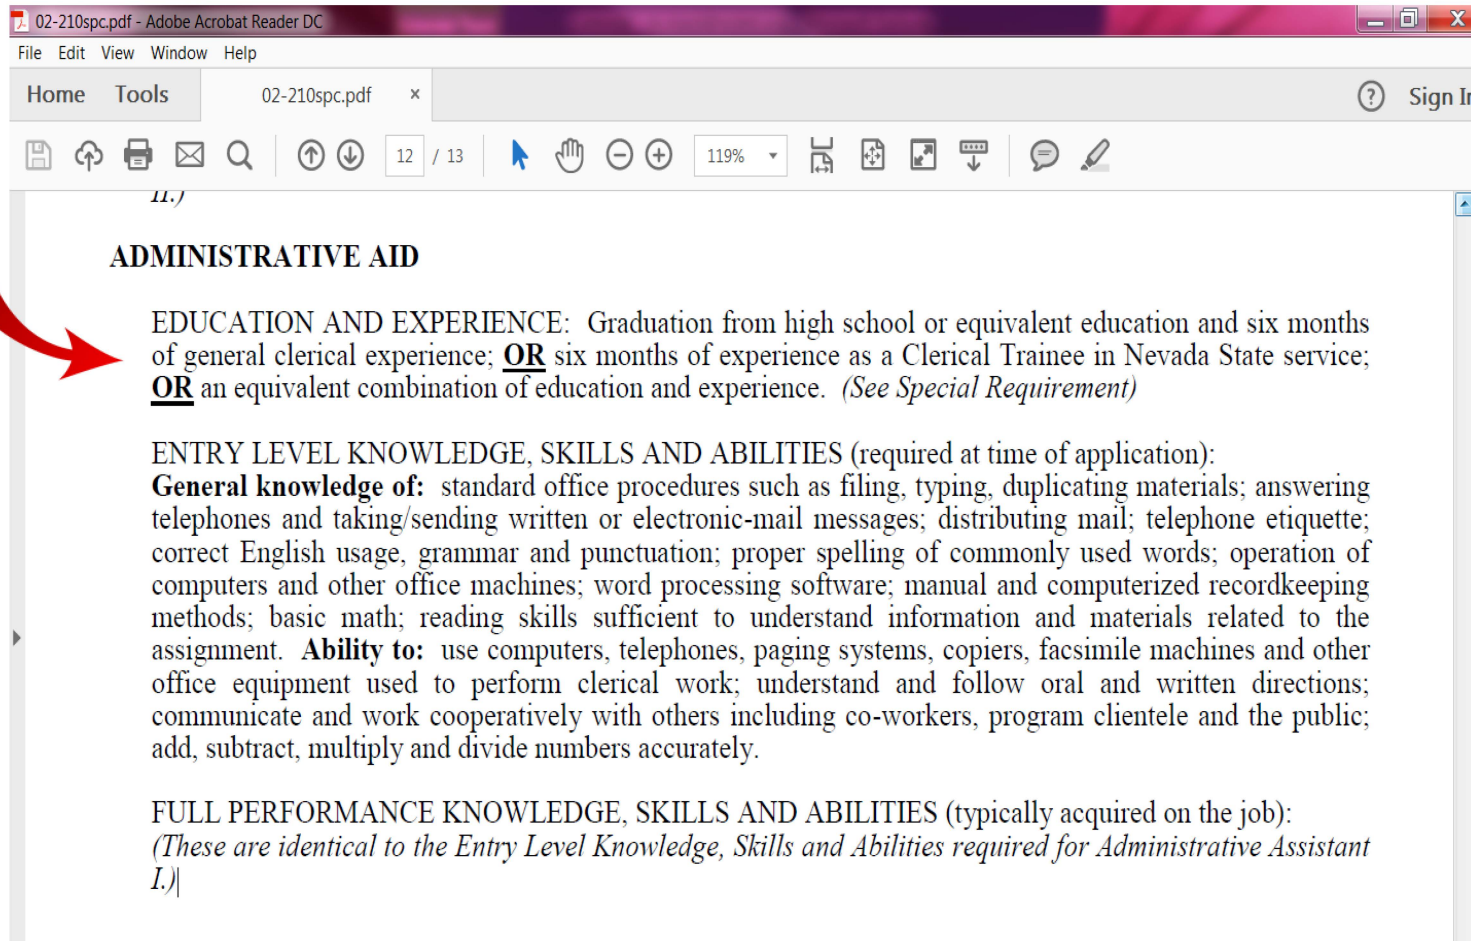 02-210spc.pdf - Adobe Acrobat Reader DC
File Edit View Window Help
Home Tools 02-210spc.pdf × ? Sign In
12 / 13 119%
II.)
ADMINISTRATIVE AID
EDUCATION AND EXPERIENCE: Graduation from high school or equivalent education and six months
of general clerical experience; OR six months of experience as a Clerical Trainee in Nevada State service;
OR an equivalent combination of education and experience. (See Special Requirement)
ENTRY LEVEL KNOWLEDGE, SKILLS AND ABILITIES (required at time of application):
General knowledge of: standard office procedures such as filing, typing, duplicating materials; answering
telephones and taking/sending written or electronic-mail messages; distributing mail; telephone etiquette;
correct English usage, grammar and punctuation; proper spelling of commonly used words; operation of
computers and other office machines; word processing software; manual and computerized recordkeeping
methods; basic math; reading skills sufficient to understand information and materials related to the
assignment. Ability to: use computers, telephones, paging systems, copiers, facsimile machines and other
office equipment used to perform clerical work; understand and follow oral and written directions;
communicate and work cooperatively with others including co-workers, program clientele and the public;
add, subtract, multiply and divide numbers accurately.
FULL PERFORMANCE KNOWLEDGE, SKILLS AND ABILITIES (typically acquired on the job):
(These are identical to the Entry Level Knowledge, Skills and Abilities required for Administrative Assistant
I.)